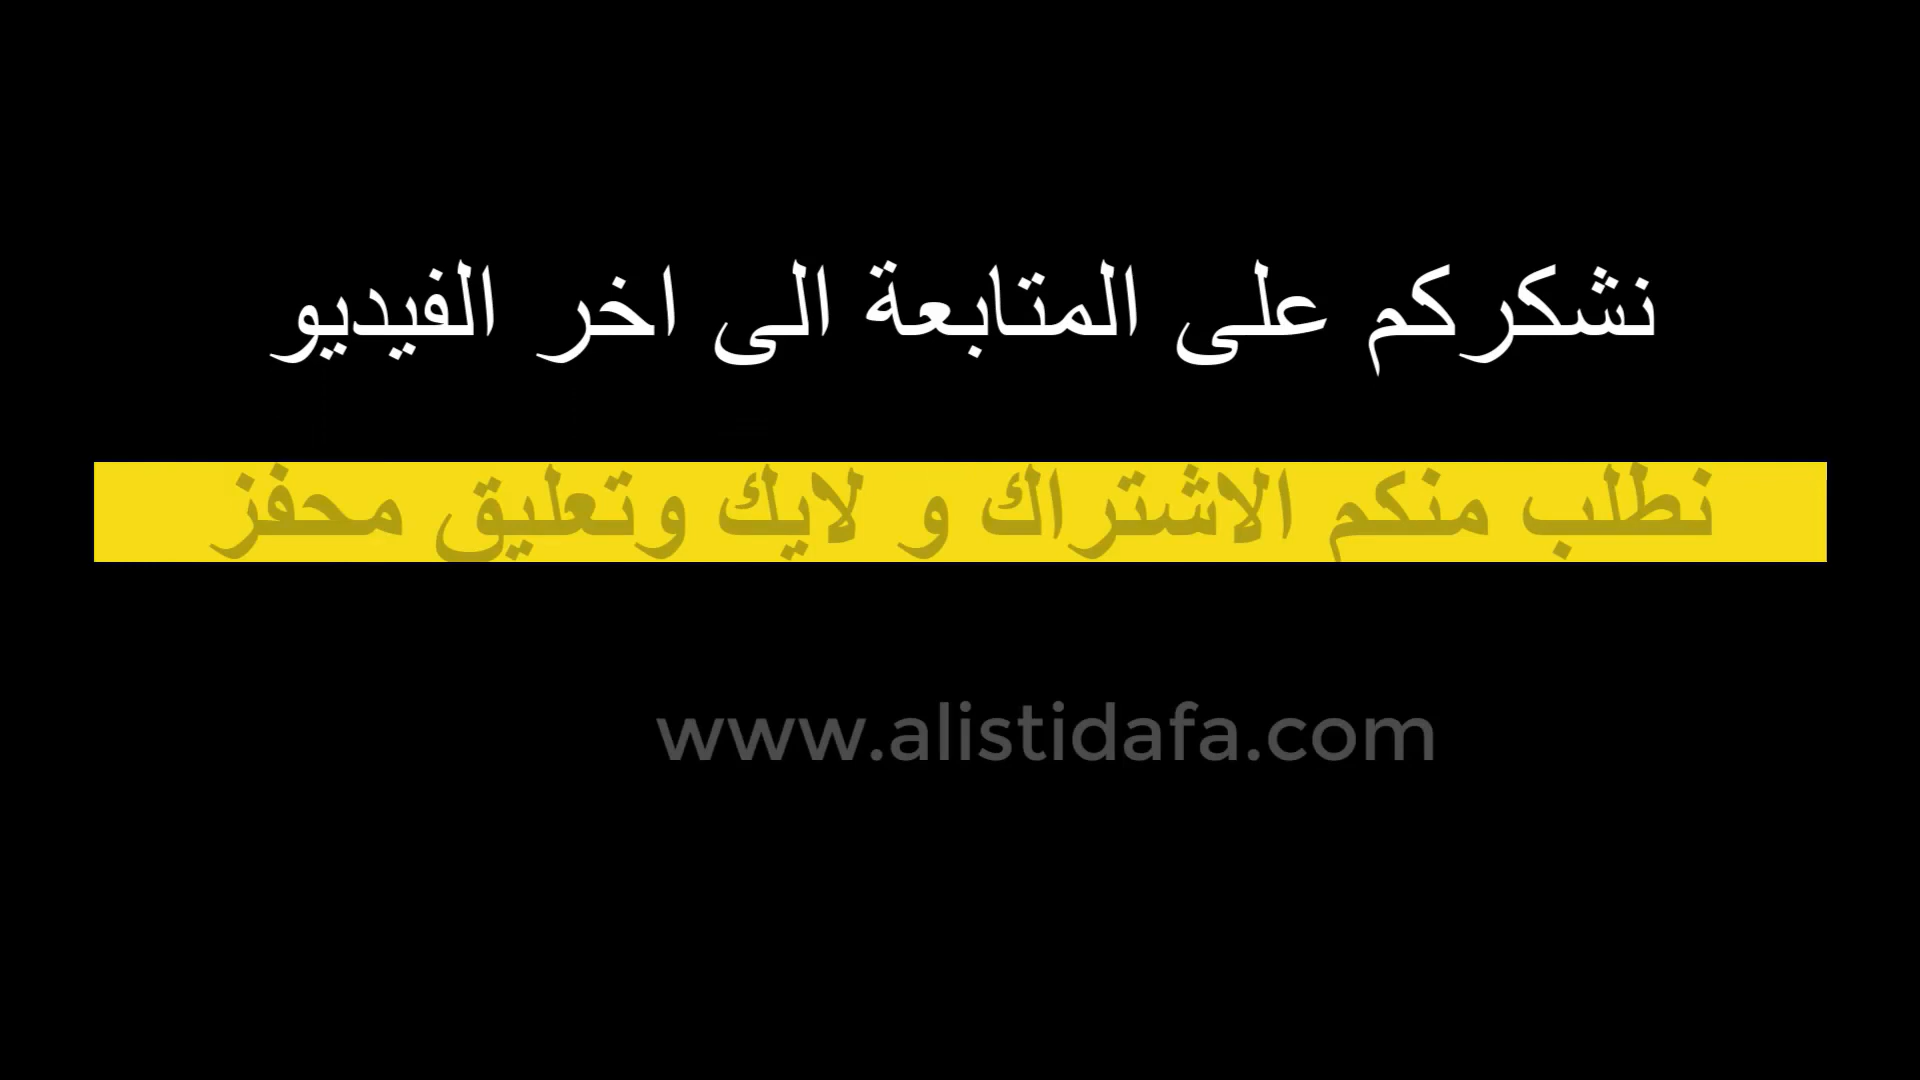 نشكركم على المتابعة الى اخر الفيديو
نطلب منكم الاشتراك و لايك وتعليق محفز
www.alistidafa.com